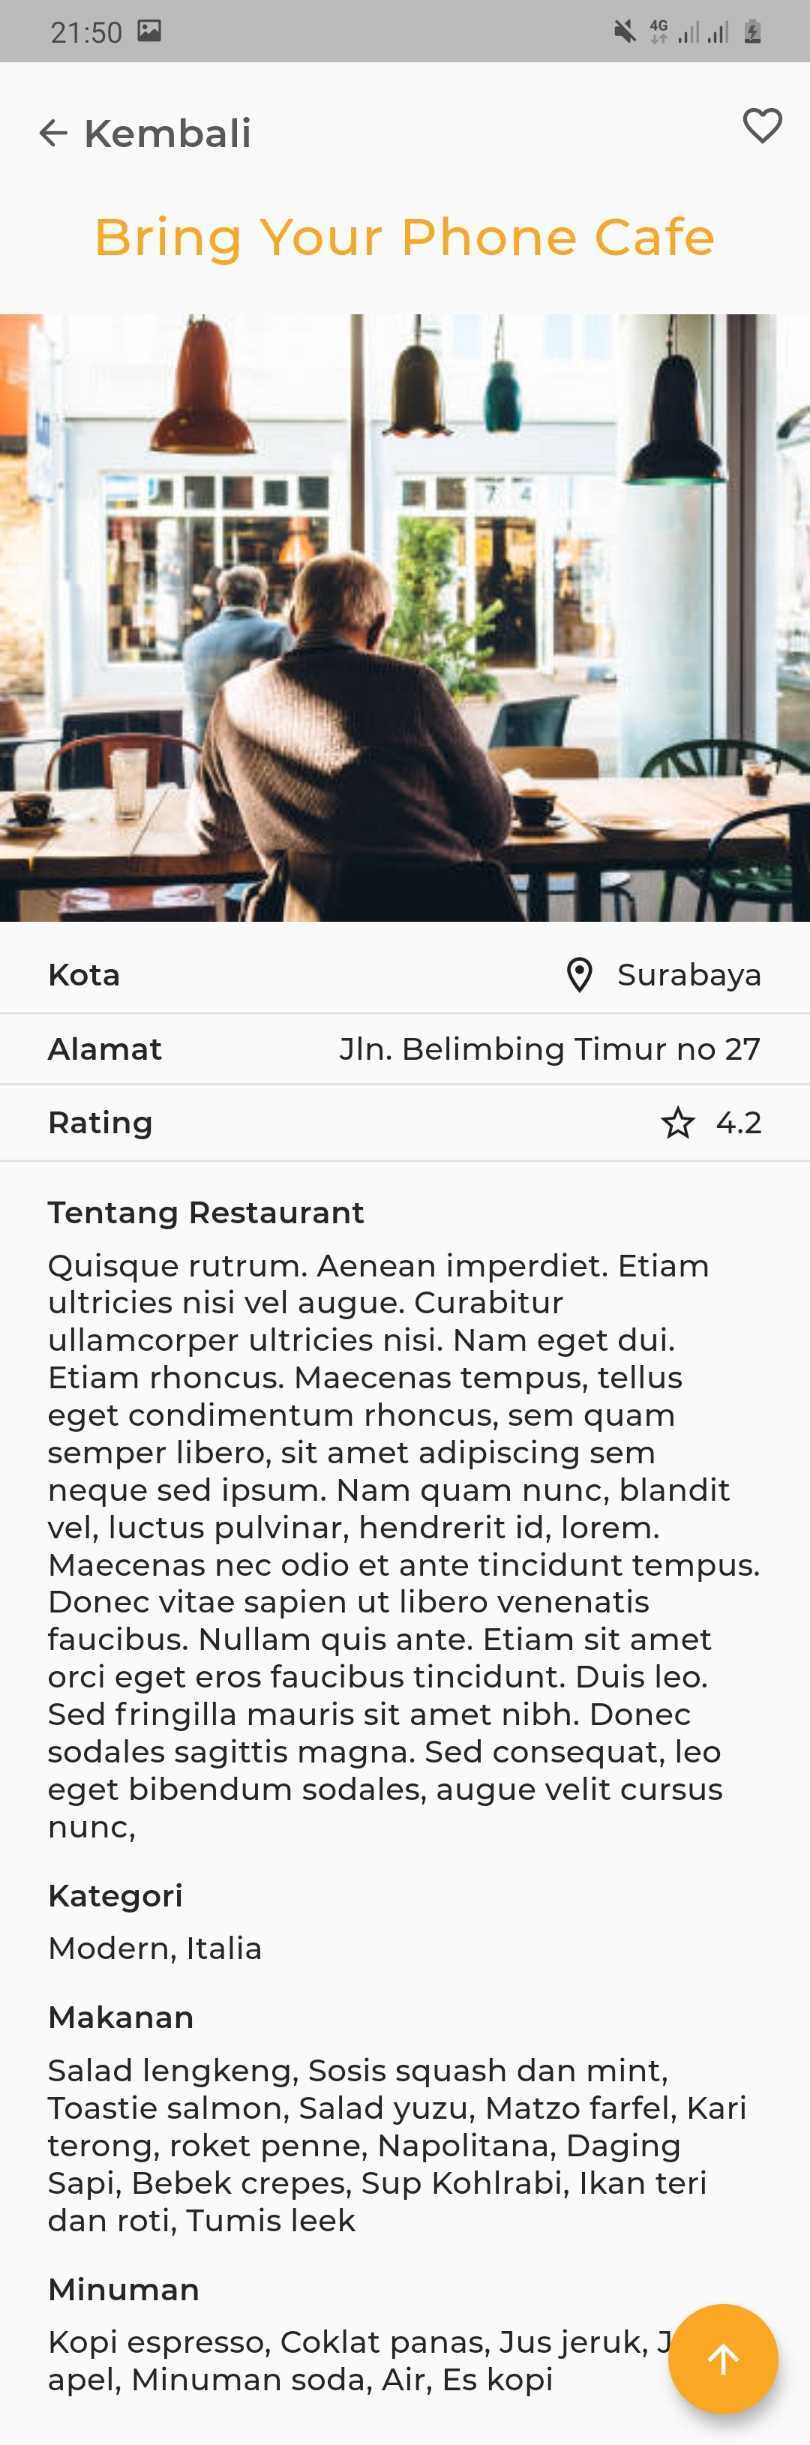 21:50
4G
Kembali
Bring Your Phone Cafe
7 4
Kota
Surabaya
Alamat
Jln. Belimbing Timur no 27
Rating
4.2
Tentang Restaurant
Quisque rutrum. Aenean imperdiet. Etiam
ultricies nisi vel augue. Curabitur
ullamcorper ultricies nisi. Nam eget dui.
Etiam rhoncus. Maecenas tempus, tellus
eget condimentum rhoncus, sem quam
semper libero, sit amet adipiscing sem
neque sed ipsum. Nam quam nunc, blandit
vel, luctus pulvinar, hendrerit id, lorem.
Maecenas nec odio et ante tincidunt tempus.
Donec vitae sapien ut libero venenatis
faucibus. Nullam quis ante. Etiam sit amet
orci eget eros faucibus tincidunt. Duis leo.
Sed fringilla mauris sit amet nibh. Donec
sodales sagittis magna. Sed consequat, leo
eget bibendum sodales, augue velit cursus
nunc,
Kategori
Modern, Italia
Makanan
Salad lengkeng, Sosis squash dan mint,
Toastie salmon, Salad yuzu, Matzo farfel, Kari
terong, roket penne, Napolitana, Daging
Sapi, Bebek crepes, Sup Kohlrabi, Ikan teri
dan roti, Tumis leek
Minuman
Kopi espresso, Coklat panas, Jus jeruk,
apel, Minuman soda, Air, Es kopi